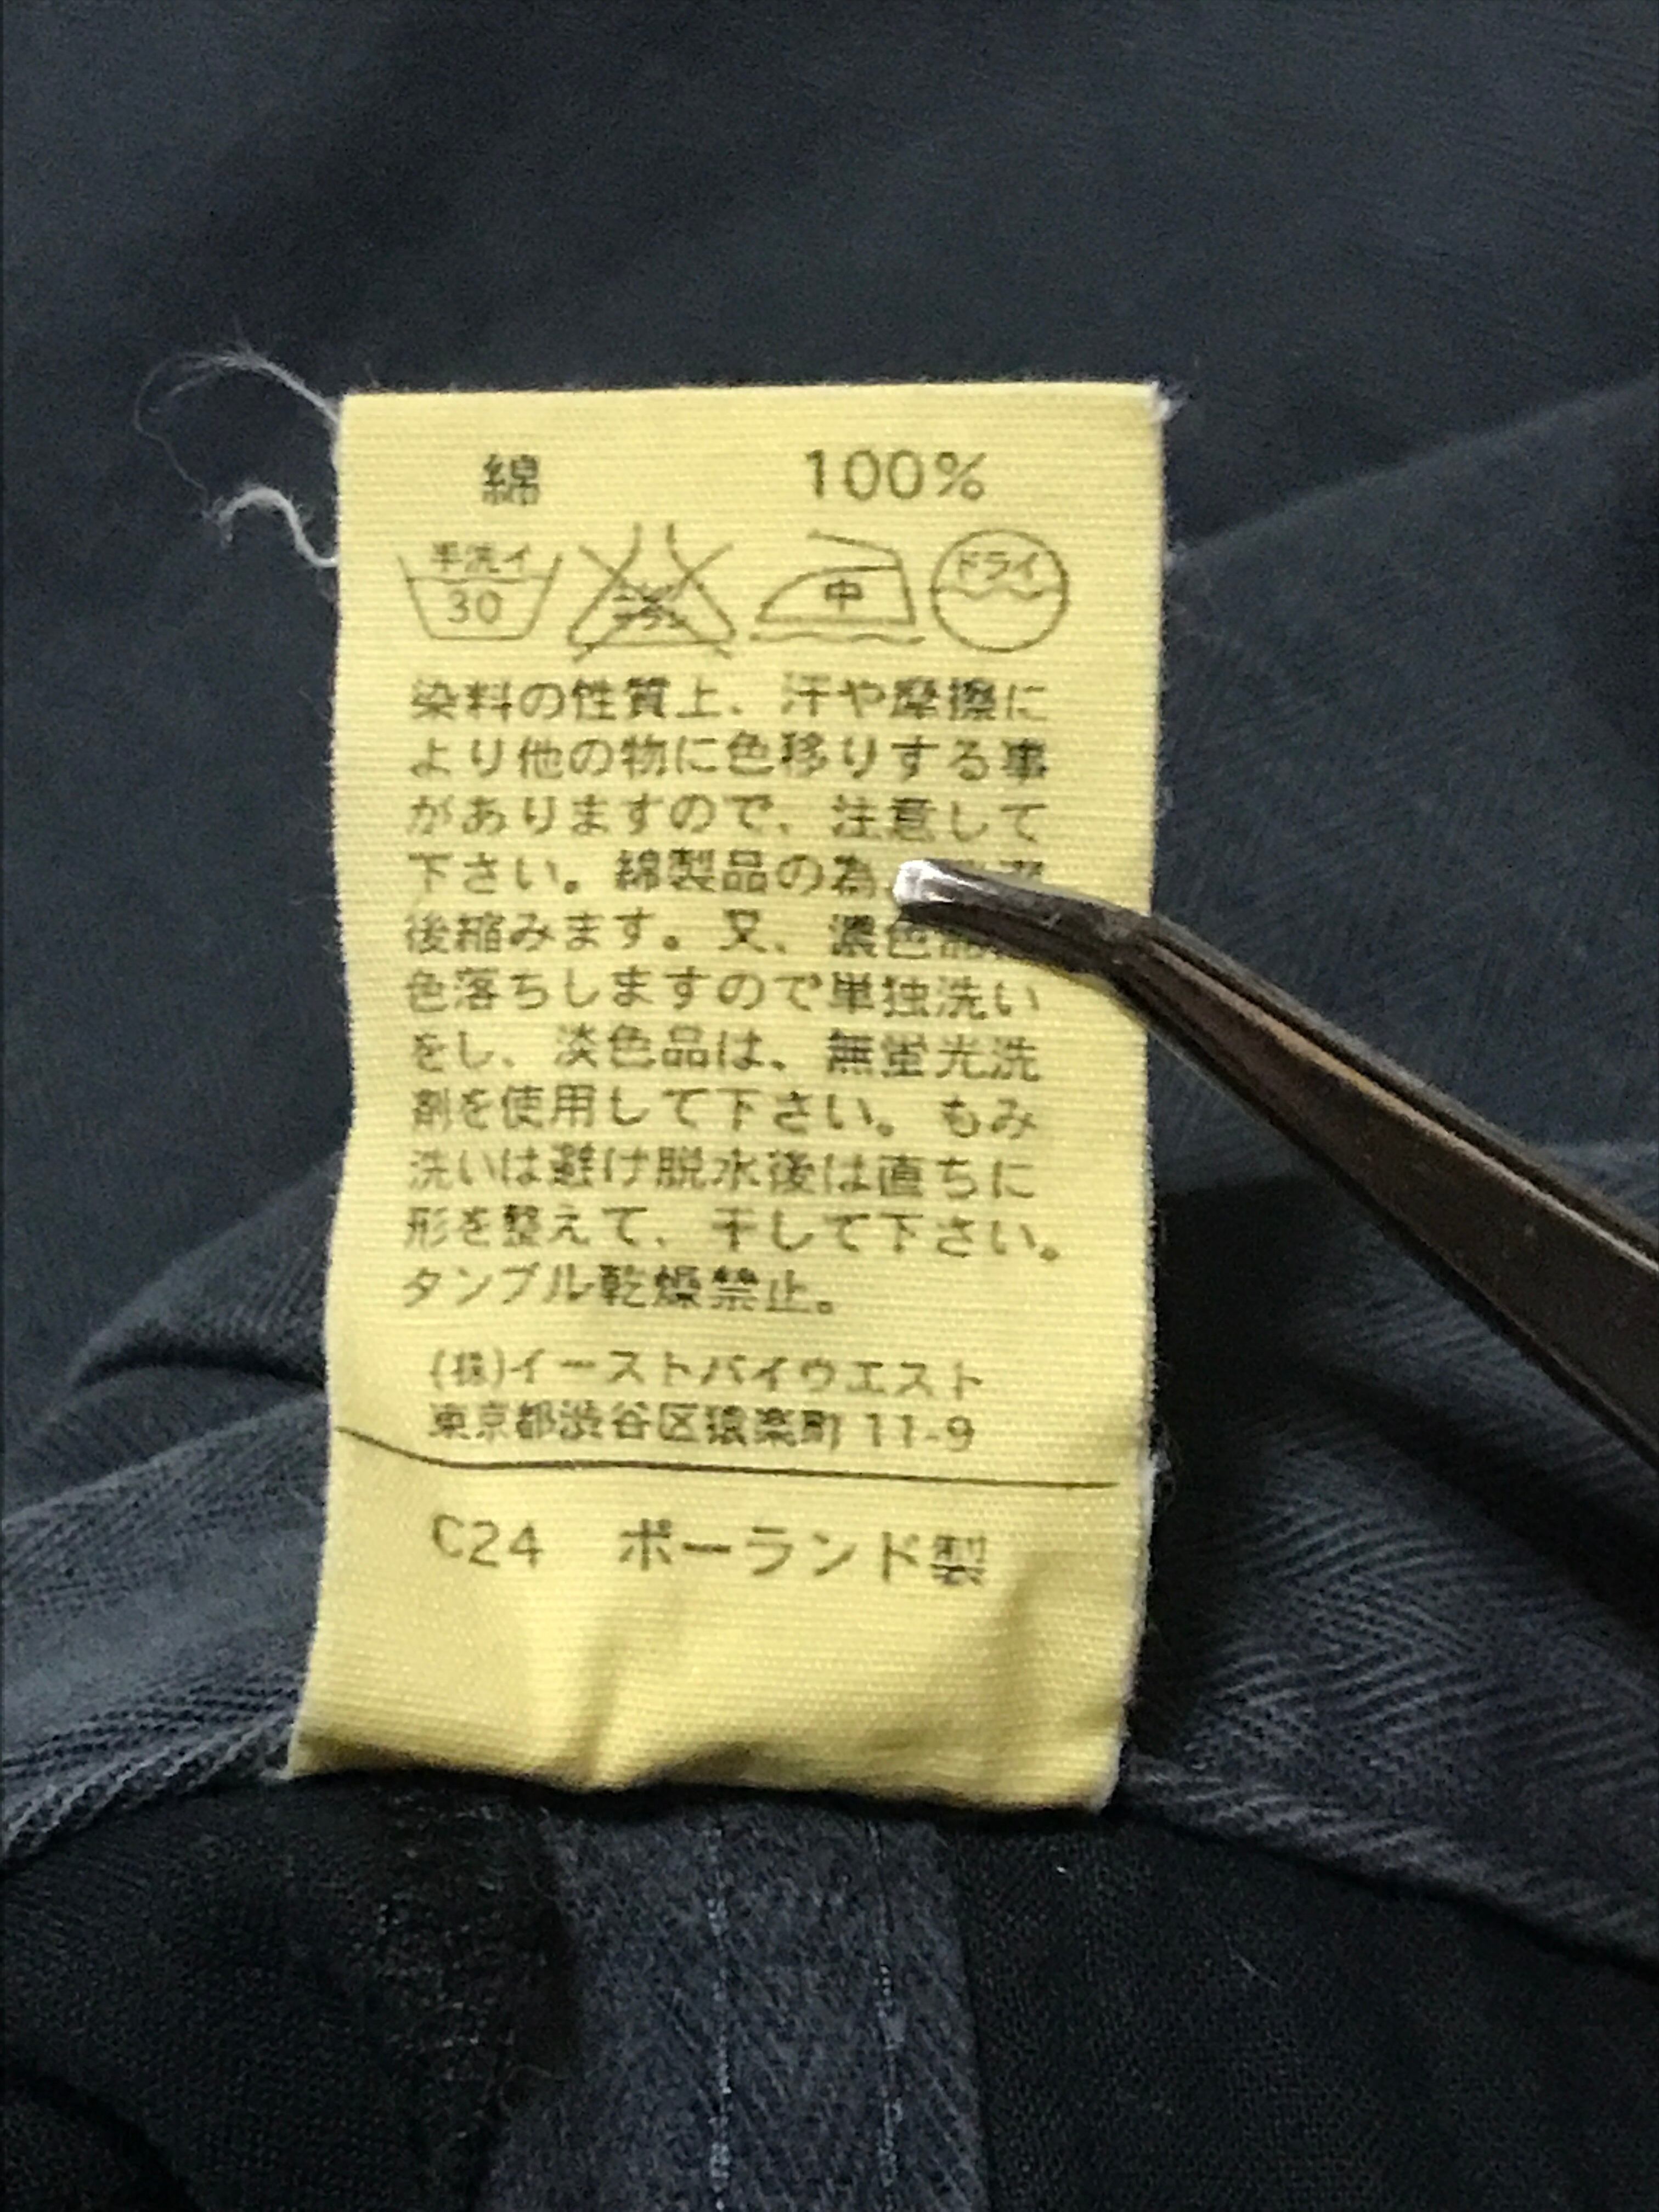 綿 100%
手洗イ
30
中
ドライ
染料の性質上、汗や摩擦に
より他の物に色移りする事
がありますので、注意して
下さい。綿製品の為
後縮みます。又、濃色
色落ちしますので単独洗い
をし、淡色品は、無蛍光洗
剤を使用して下さい。もみ
洗いは避け脱水後は直ちに
形を整えて、干して下さい。
タンブル乾燥禁止。
(株)イーストバイウエスト
東京都渋谷区猿楽町 11-9
C24 ポーランド製